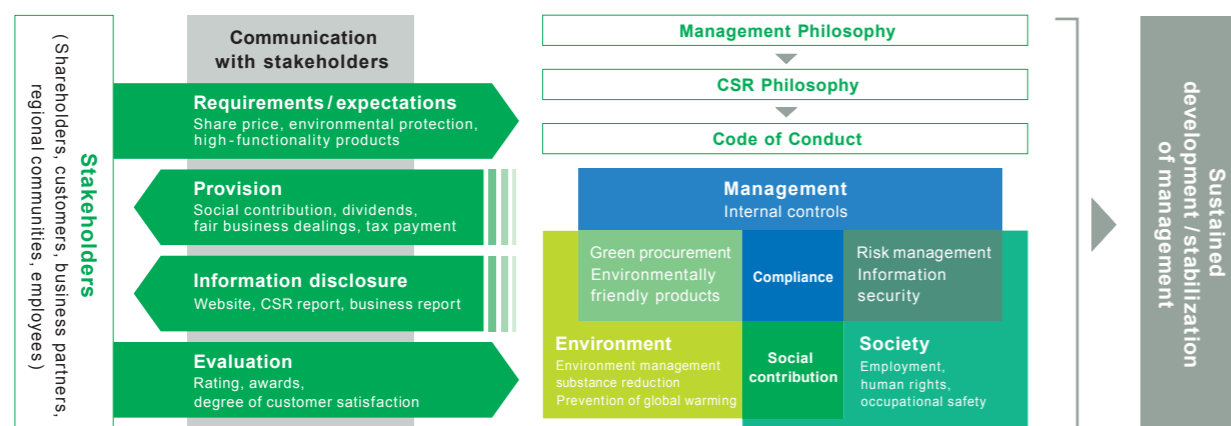 Stakeholders
(Shareholders, customers, business partners,
regional communities, employees)
Communication
with stakeholders
Requirements / expectations
Share price, environmental protection,
high-functionality products
Provision
Social contribution, dividends,
fair business dealings, tax payment
Information disclosure
Website, CSR report, business report
Evaluation
Rating, awards,
degree of customer satisfaction
Management Philosophy
CSR Philosophy
Code of Conduct
Management
Internal controls
Green procurement
Environmentally
friendly products
Compliance
Risk management
Information
security
Environment
Environment management
substance reduction
Prevention of global warming
Social
contribution
Society
Employment,
human rights,
occupational safety
Sustained
development / stabilization
of management